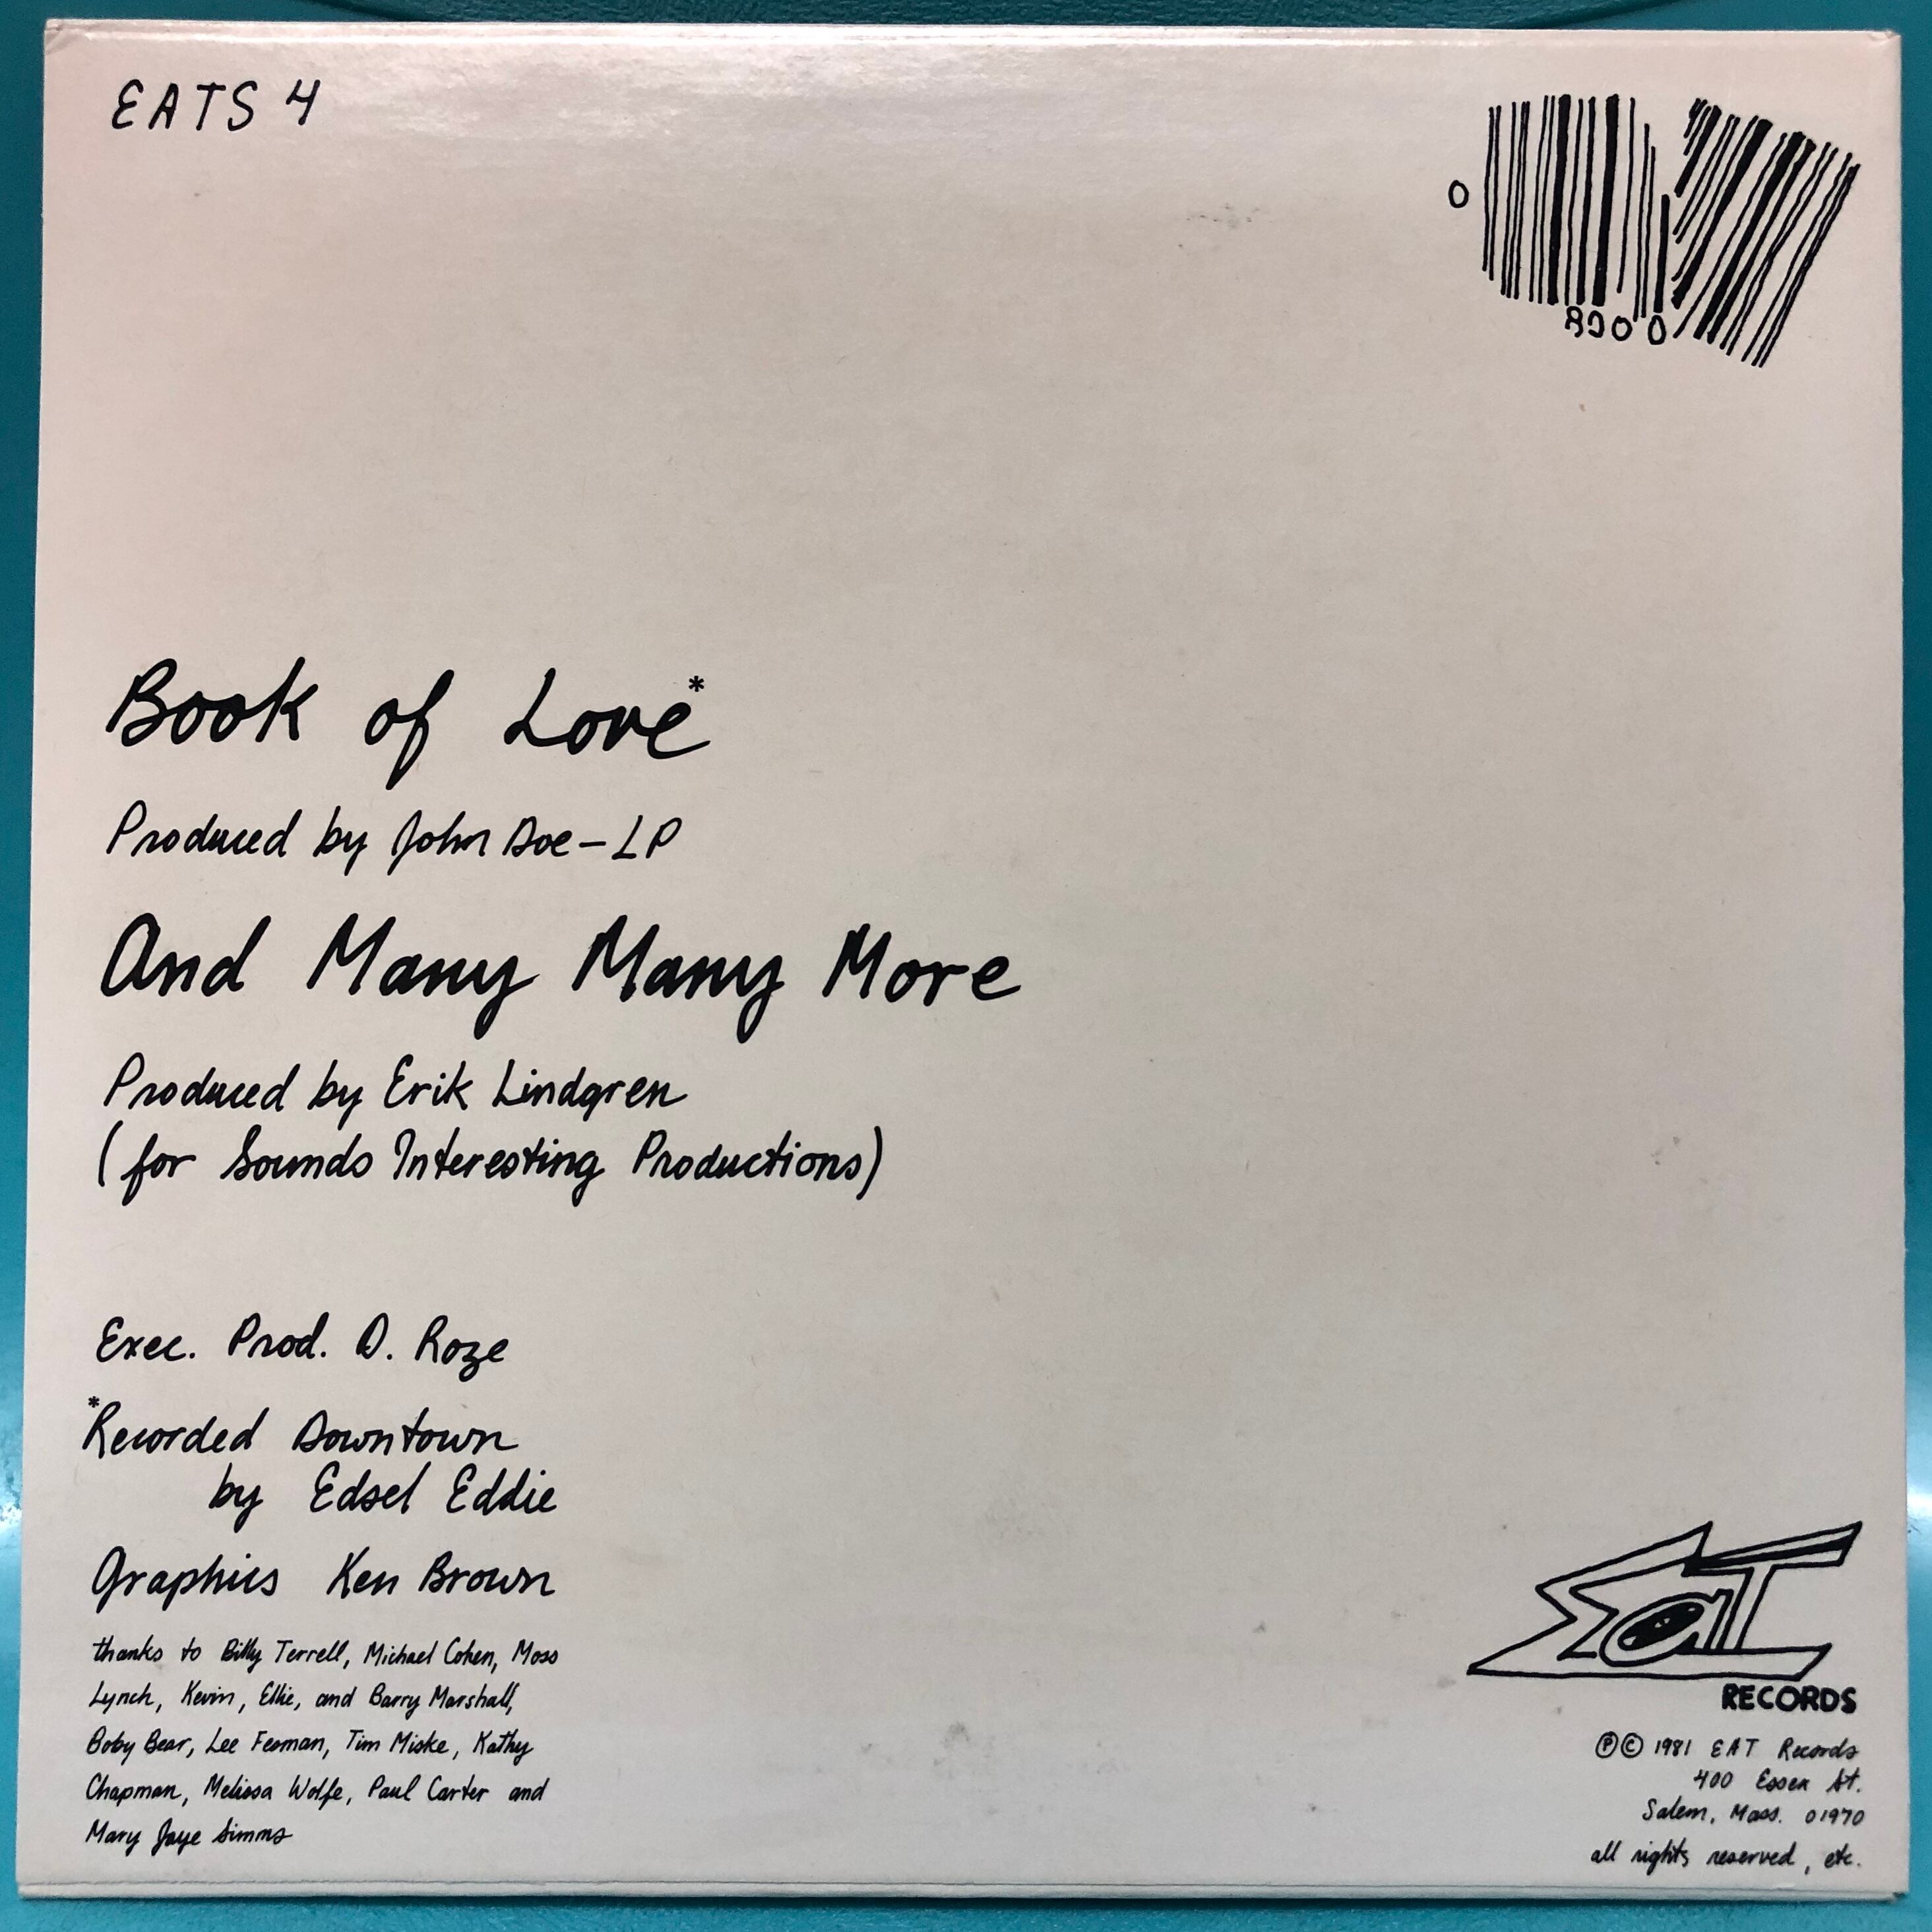 EATS 4
0
8900
Book of Love*
Produced by John Doe-LP
And Many Many More
Produced by Erik Lindgren
(for Sounds Interesting Productions)
Exec. Prod. D. Roze
*Recorded Downtown
by Edsel Eddie
Graphics Ken Brown
thanks to Billy Terrell, Michael Cohen, Moss
Lynch, Kevin, Ellie, and Barry Marshall,
Boby Bear, Lee Fesman, Tim Miske, Kathy
Chapman, Melissa Wolfe, Paul Carter and
Mary Jaye Simms
EaT
RECORDS
℗© 1981 EAT Records
400 Essex St.
Salem, Mass. 01970
all rights reserved, etc.